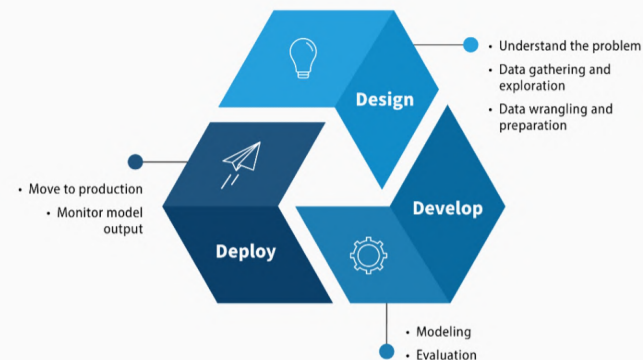 Design
• Understand the problem
• Data gathering and
exploration
• Data wrangling and
preparation
Develop
• Modeling
• Evaluation
Deploy
• Move to production
• Monitor model
output